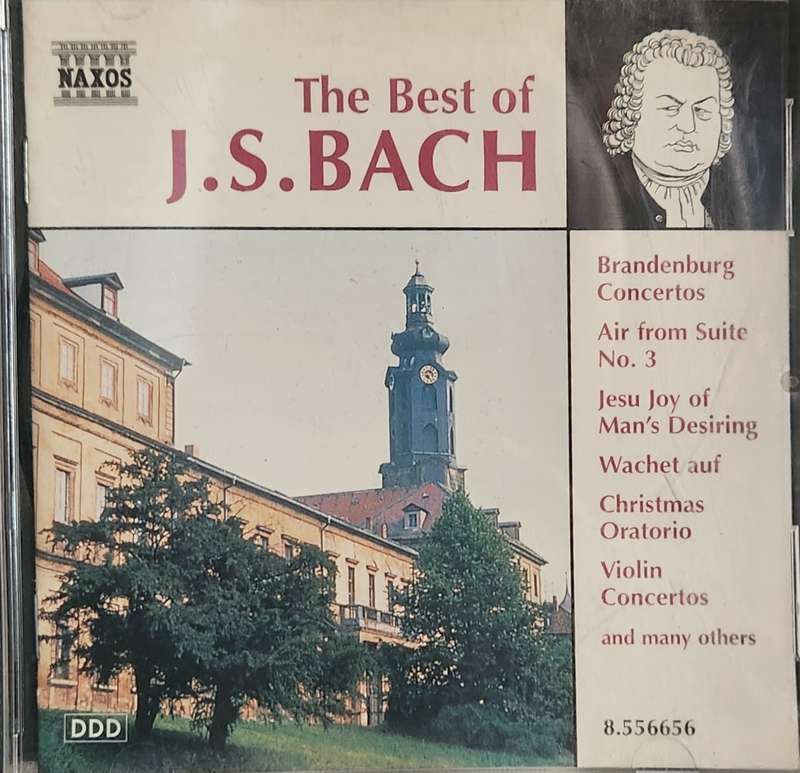 NAXOS
The Best of
J.S. BACH
Brandenburg
Concertos
Air from Suite
No. 3
Jesu Joy of
Man's Desiring
Wachet auf
Christmas
Oratorio
Violin
Concertos
and many others
DDD
8.556656